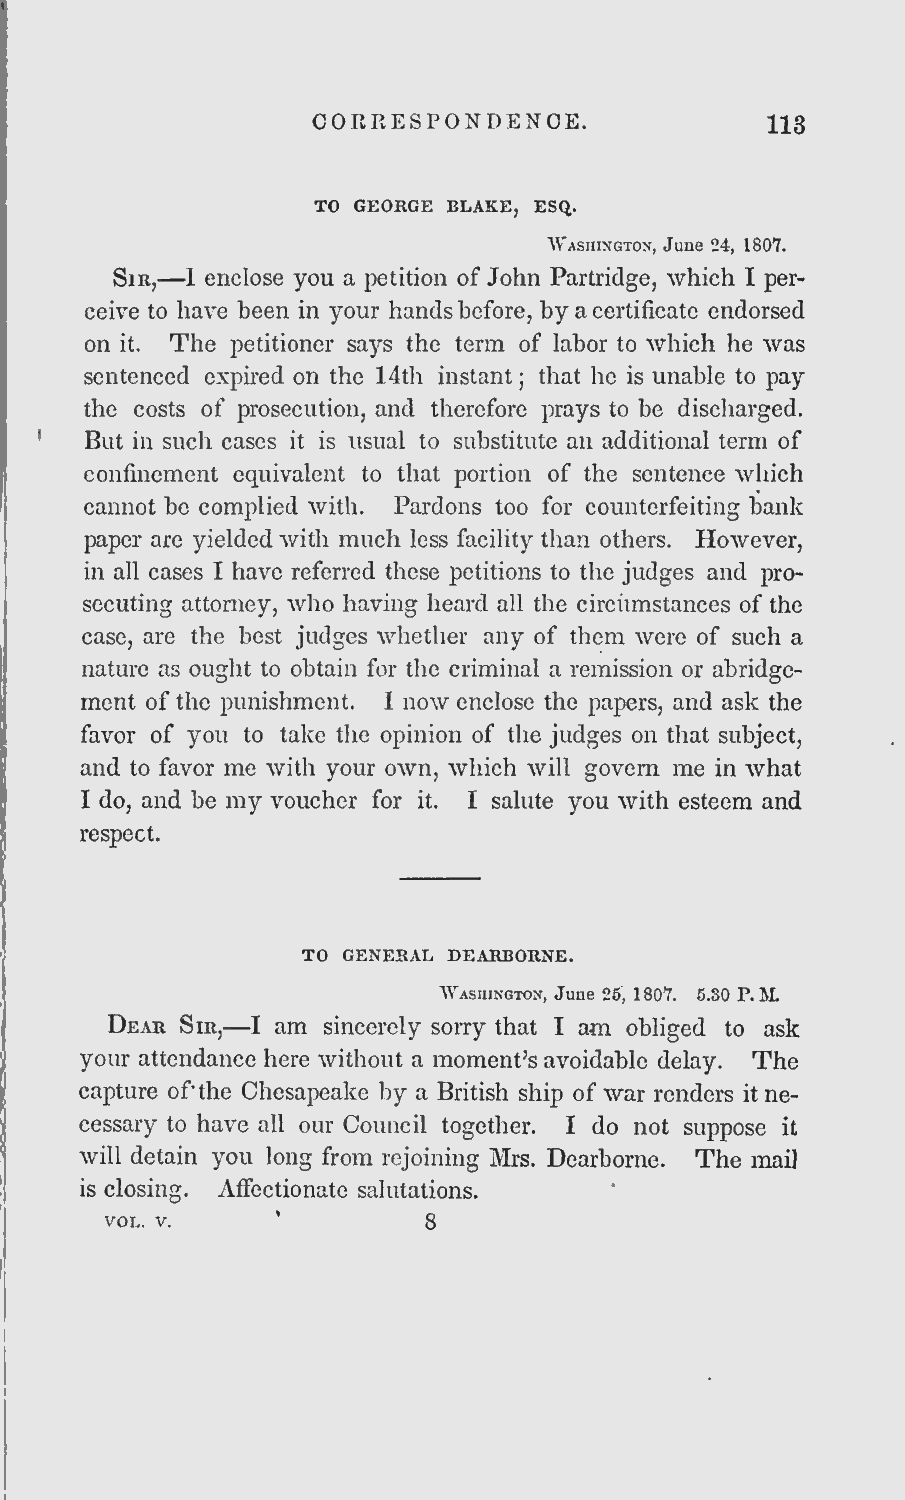 CORRESPONDENCE. 113
TO GEORGE BLAKE, ESQ.
WASHINGTON, June 24, 1807.
SIR,—I enclose you a petition of John Partridge, which I per-
ceive to have been in your hands before, by a certificate endorsed
on it. The petitioner says the term of labor to which he was
sentenced expired on the 14th instant; that he is unable to pay
the costs of prosecution, and therefore prays to be discharged.
But in such cases it is usual to substitute an additional term of
confinement equivalent to that portion of the sentence which
cannot be complied with. Pardons too for counterfeiting bank
paper are yielded with much less facility than others. However,
in all cases I have referred these petitions to the judges and pro-
secuting attorney, who having heard all the circumstances of the
case, are the best judges whether any of them were of such a
nature as ought to obtain for the criminal a remission or abridge-
ment of the punishment. I now enclose the papers, and ask the
favor of you to take the opinion of the judges on that subject,
and to favor me with your own, which will govern me in what
I do, and be my voucher for it. I salute you with esteem and
respect.
TO GENERAL DEARBORNE.
WASHINGTON, June 25, 1807. 5.30 P. M.
DEAR SIR,—I am sincerely sorry that I am obliged to ask
your attendance here without a moment's avoidable delay. The
capture of the Chesapeake by a British ship of war renders it ne-
cessary to have all our Council together. I do not suppose it
will detain you long from rejoining Mrs. Dearborne. The mail
is closing. Affectionate salutations.
VOL. V. 8